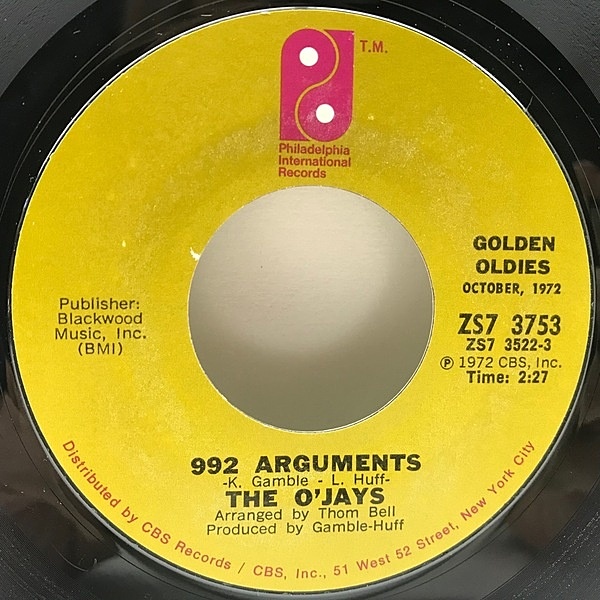 T.M.
Philadelphia
International
Records
GOLDEN
OLDIES
OCTOBER, 1972
Publisher:
Blackwood
Music, Inc.
(BMI)
ZS7 3753
ZS7 3522-3
Ⓟ 1972 CBS, Inc.
Time: 2:27
992 ARGUMENTS
-K. Gamble - L. Huff-
THE O'JAYS
Arranged by Thom Bell
Produced by Gamble-Huff
Distributed by CBS Records / CBS, Inc., 51 West 52 Street, New York City